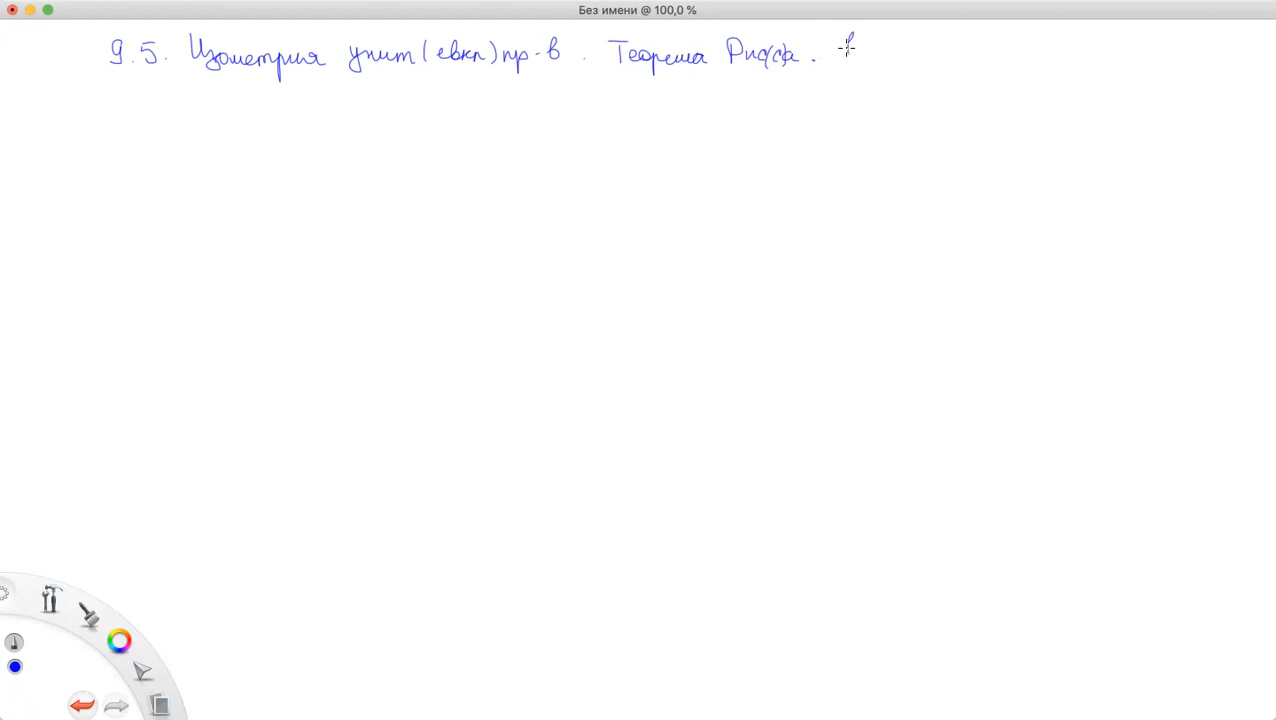 Без имени @ 100,0 %
9.5. Изометрия унит(евкл)пр-в. Теорема Рисса.